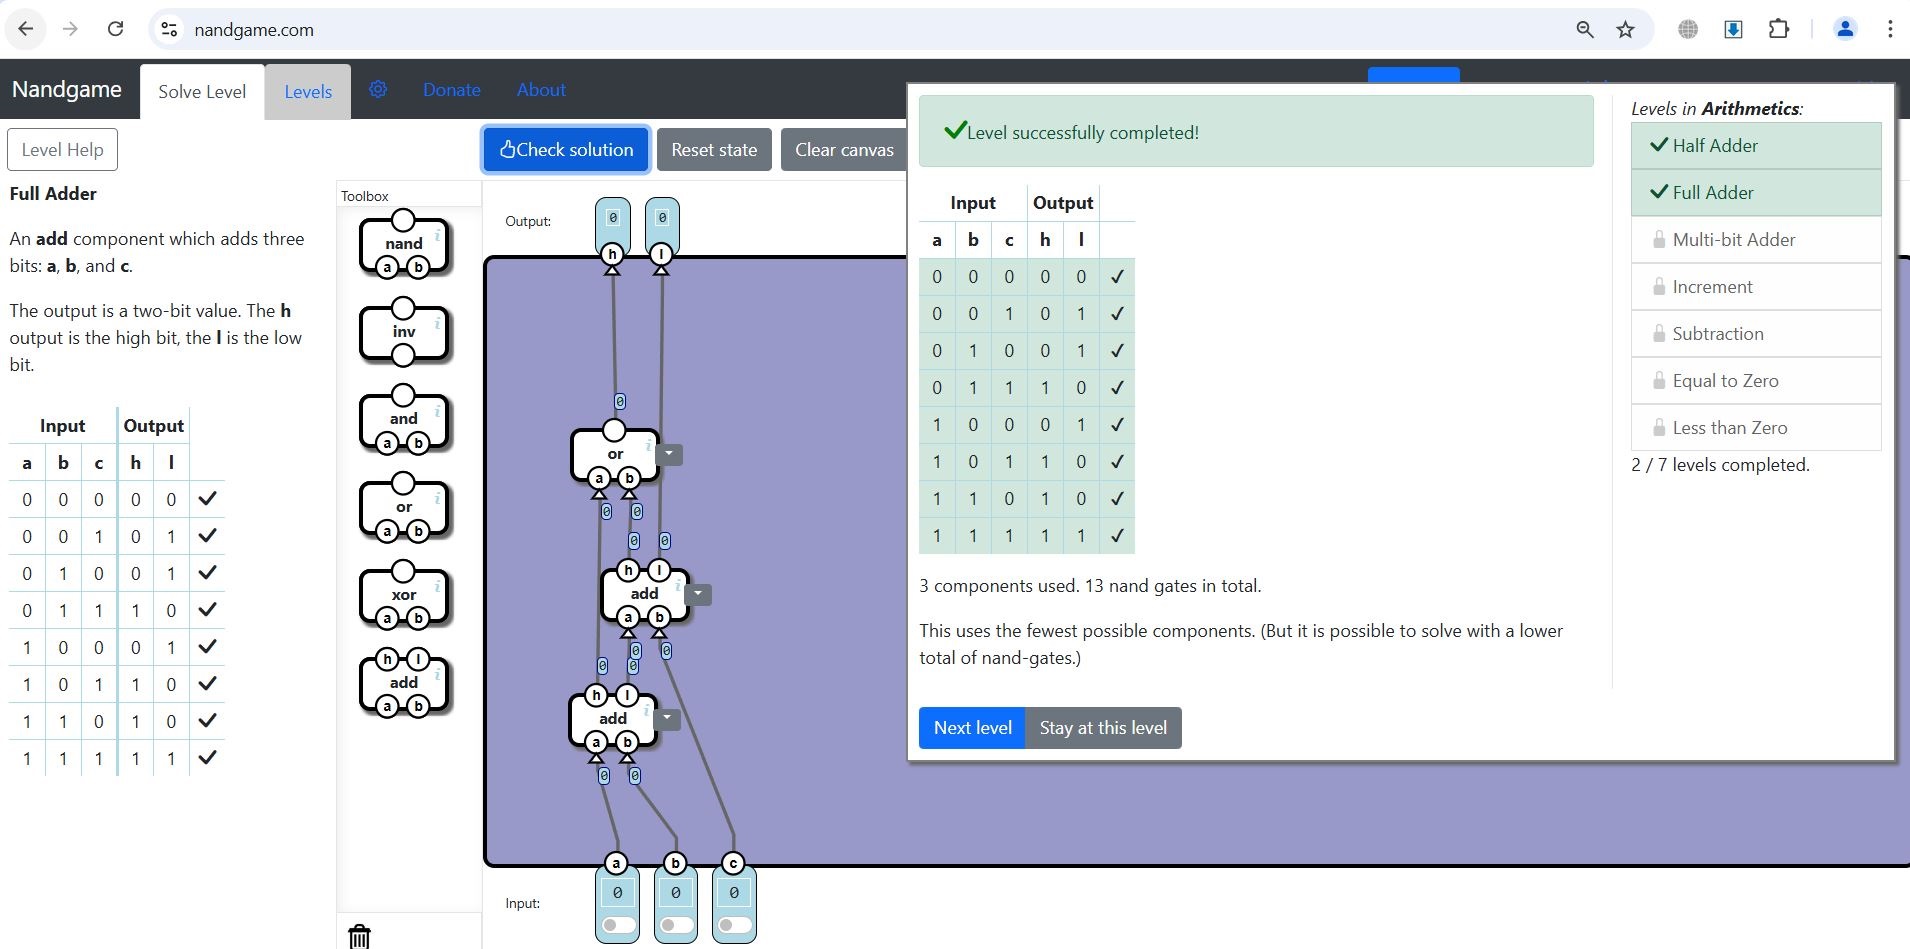 nandgame.com
Nandgame
Solve Level
Levels
Donate
About
Level Help
Check solution
Reset state
Clear canvas
Full Adder
An add component which adds three
bits: a, b, and c.
The output is a two-bit value. The h
output is the high bit, the l is the low
bit.
Input Output
a b c h l
0 0 0 0 0 ✓
0 0 1 0 1 ✓
0 1 0 0 1 ✓
0 1 1 1 0 ✓
1 0 0 0 1 ✓
1 0 1 1 0 ✓
1 1 0 1 0 ✓
1 1 1 1 1 ✓
Toolbox
nand
i
a b
inv
i
and
i
a b
or
i
a b
xor
i
a b
h l
add
i
a b
Output:
0 0
h l
0
or
i
a b
0 0
0 0
h l
add
i
a b
0 0
0 0
h l
add
i
a b
0 0
a b c
Input:
0 0 0
✓Level successfully completed!
Input Output
a b c h l
0 0 0 0 0 ✓
0 0 1 0 1 ✓
0 1 0 0 1 ✓
0 1 1 1 0 ✓
1 0 0 0 1 ✓
1 0 1 1 0 ✓
1 1 0 1 0 ✓
1 1 1 1 1 ✓
3 components used. 13 nand gates in total.
This uses the fewest possible components. (But it is possible to solve with a lower
total of nand-gates.)
Next level
Stay at this level
Levels in Arithmetics:
✓ Half Adder
✓ Full Adder
Multi-bit Adder
Increment
Subtraction
Equal to Zero
Less than Zero
2 / 7 levels completed.